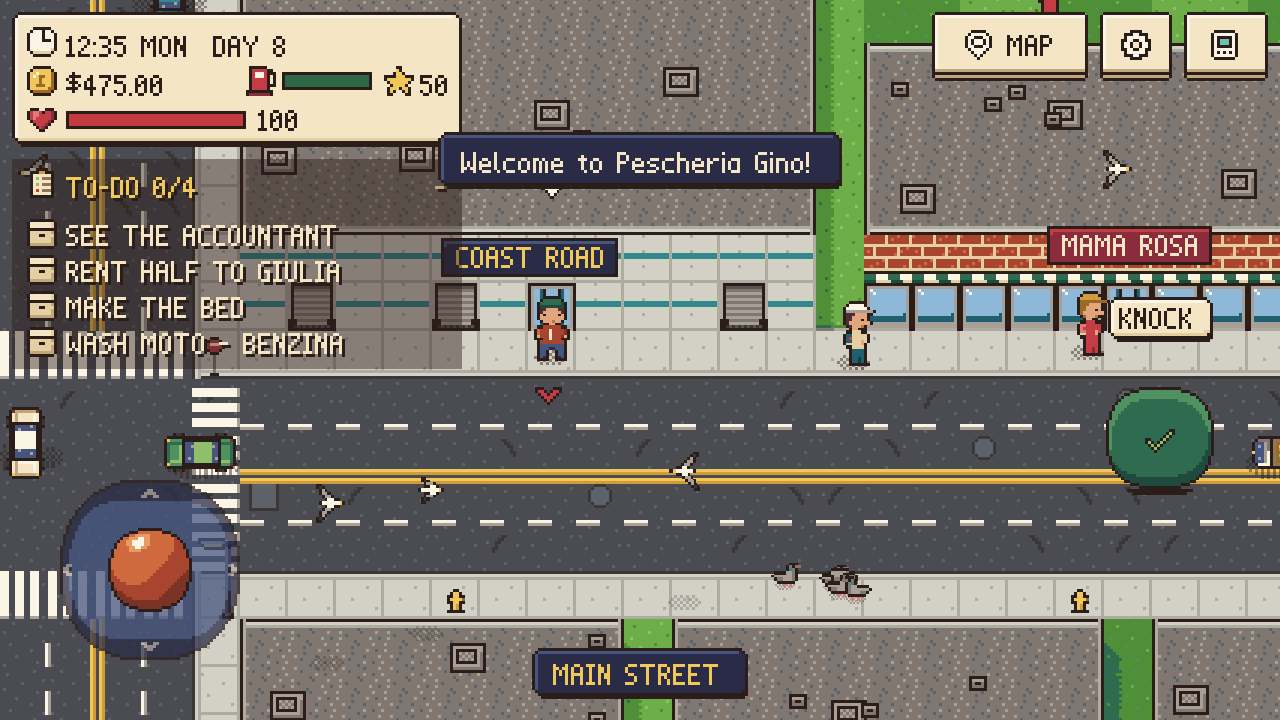 12:35 MON DAY 8
$475.00 50
100
MAP
Welcome to Pescheria Gino!
TO-DO 0/4
SEE THE ACCOUNTANT
RENT HALF TO GIULIA
MAKE THE BED
WASH MOTO BENZINA
COAST ROAD
MAMA ROSA
KNOCK
MAIN STREET